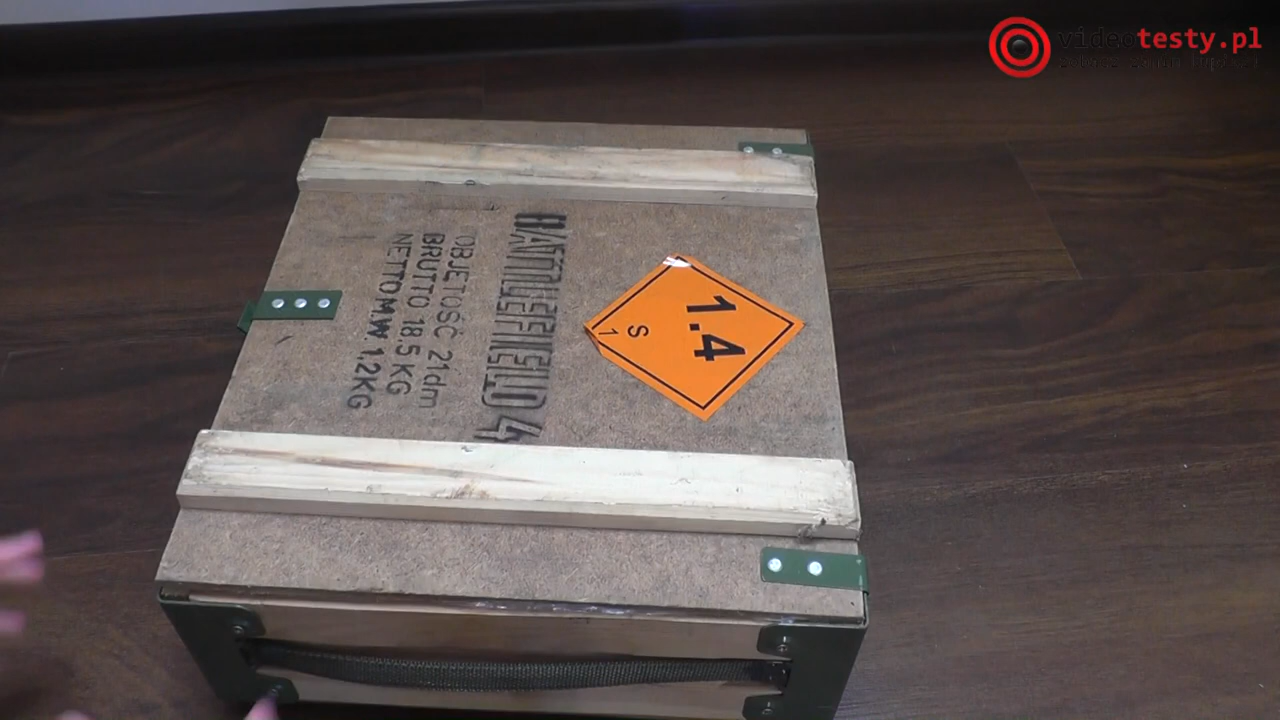 videotesty.pl
BATTLEFIELD 4
OBJĘTOŚĆ 21dm
BRUTTO 18.5 KG
NETTO M.W. 1.2KG
1.4
S
1